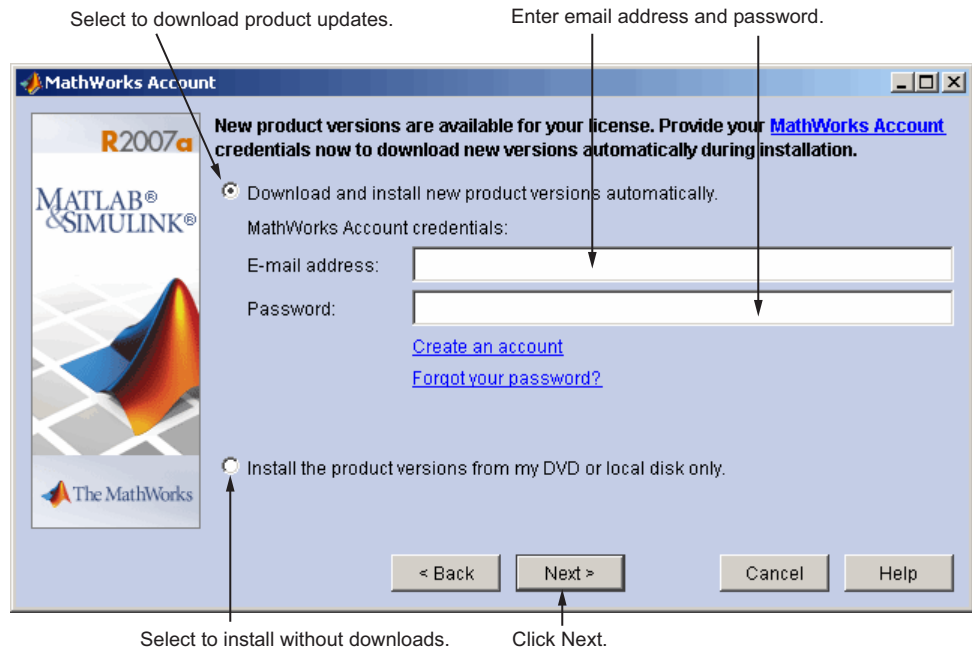 Select to download product updates.
Enter email address and password.
MathWorks Account
R2007a
MATLAB®
&SIMULINK®
The MathWorks
New product versions are available for your license. Provide your MathWorks Account
credentials now to download new versions automatically during installation.
Download and install new product versions automatically.
MathWorks Account credentials:
E-mail address:
Password:
Create an account
Forgot your password?
Install the product versions from my DVD or local disk only.
< Back
Next >
Cancel
Help
Select to install without downloads.
Click Next.